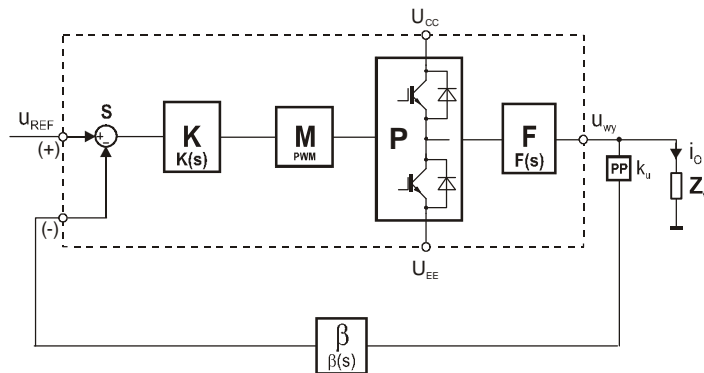 U_CC
u_REF
(+)
S
+
−
K
K(s)
M
PWM
P
F
F(s)
u_wy
i_O
PP
k_u
Z
(-)
U_EE
β
β(s)